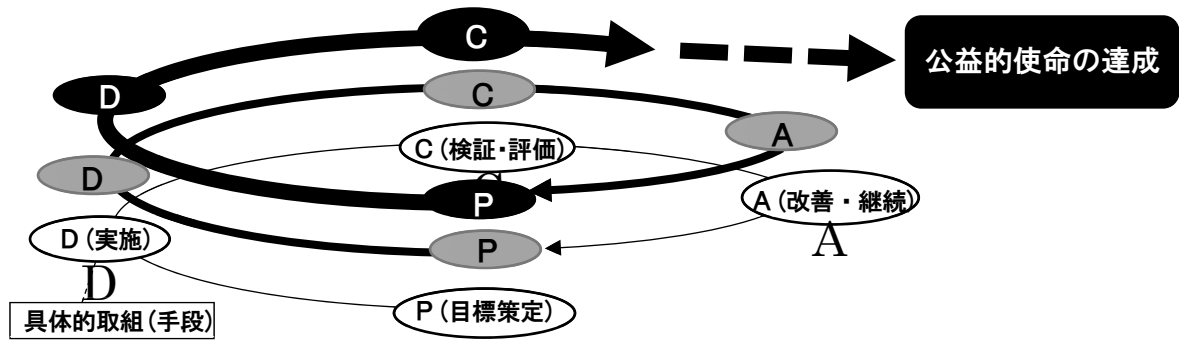 C
公益的使命の達成
D
C
A
C（検証・評価）
D
P
A（改善・継続）
D（実施）
A
P
D
P（目標策定）
具体的取組（手段）